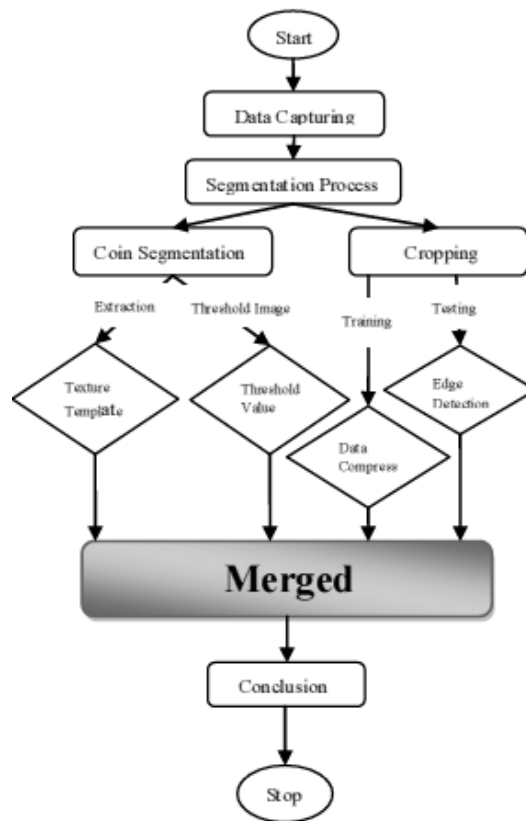 Start
Data Capturing
Segmentation Process
Coin Segmentation
Cropping
Extraction
Threshold Image
Training
Testing
Texture
Template
Threshold
Value
Edge
Detection
Data
Compress
Merged
Conclusion
Stop